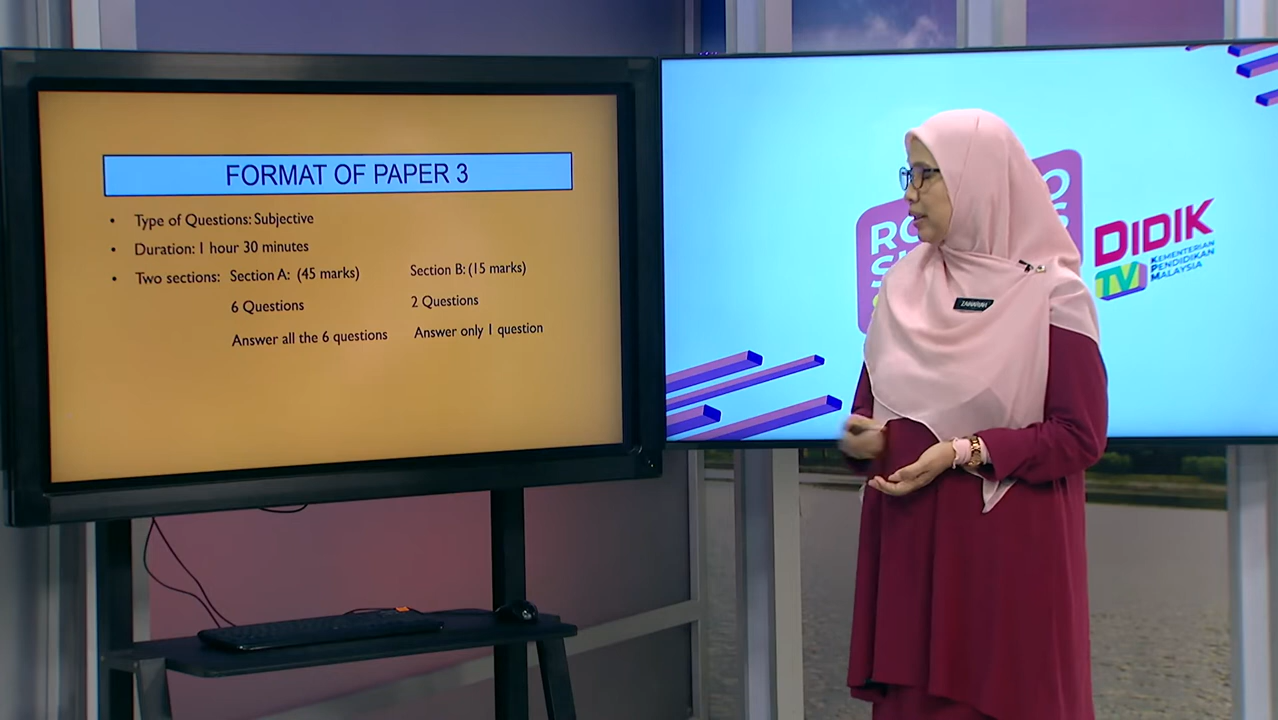 FORMAT OF PAPER 3
• Type of Questions: Subjective
• Duration: 1 hour 30 minutes
• Two sections: Section A: (45 marks) Section B: (15 marks)
6 Questions 2 Questions
Answer all the 6 questions Answer only 1 question
DIDIK
TV
KEMENTERIAN
PENDIDIKAN
MALAYSIA